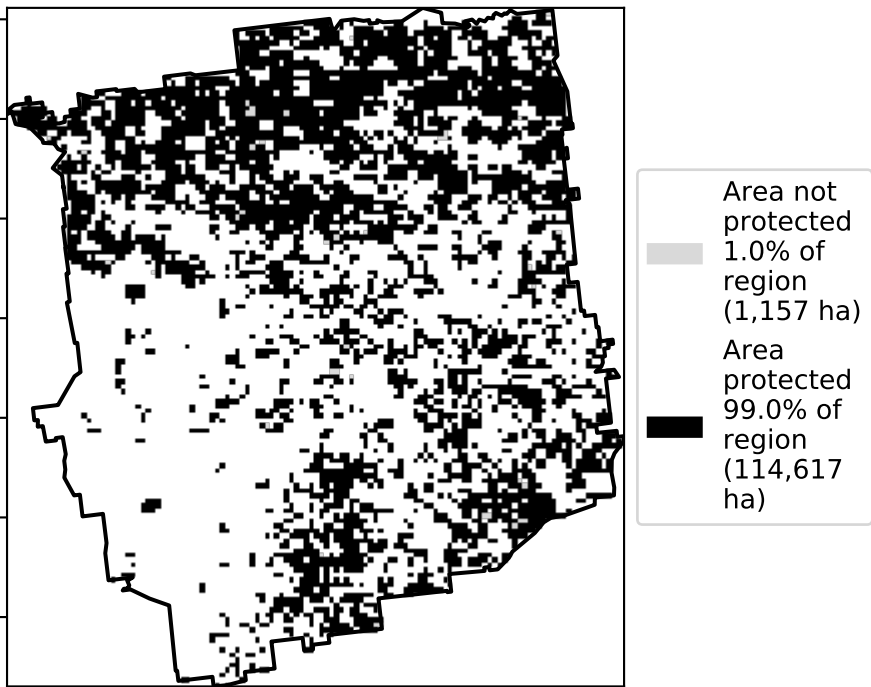 Area not
protected
1.0% of
region
(1,157 ha)
Area
protected
99.0% of
region
(114,617
ha)